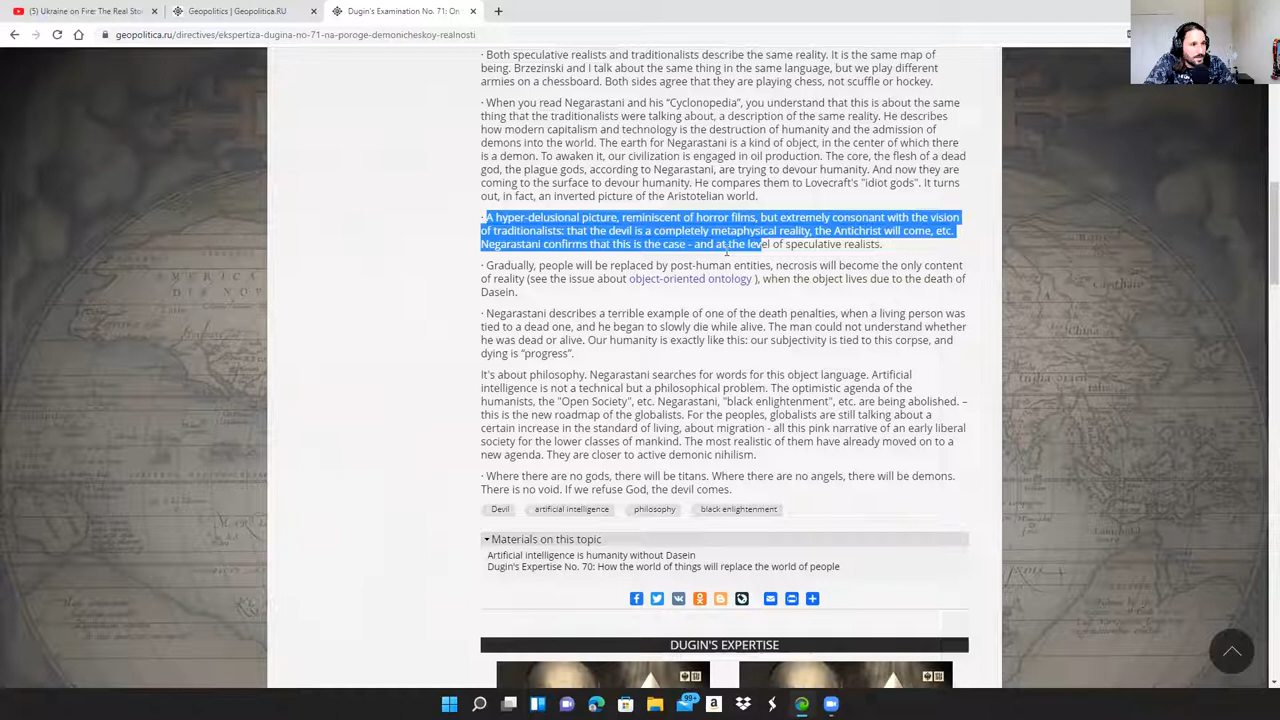 (5) Ukraine on Fire: The Real Sto
Geopolitics | Geopolitica.RU
Dugin's Examination No. 71: On
geopolitica.ru/directives/ekspertiza-dugina-no-71-na-poroge-demonicheskoy-realnosti
· Both speculative realists and traditionalists describe the same reality. It is the same map of
being. Brzezinski and I talk about the same thing in the same language, but we play different
armies on a chessboard. Both sides agree that they are playing chess, not scuffle or hockey.
· When you read Negarastani and his "Cyclonopedia", you understand that this is about the same
thing that the traditionalists were talking about, a description of the same reality. He describes
how modern capitalism and technology is the destruction of humanity and the admission of
demons into the world. The earth for Negarastani is a kind of object, in the center of which there
is a demon. To awaken it, our civilization is engaged in oil production. The core, the flesh of a dead
god, the plague gods, according to Negarastani, are trying to devour humanity. And now they are
coming to the surface to devour humanity. He compares them to Lovecraft's "idiot gods". It turns
out, in fact, an inverted picture of the Aristotelian world.
· A hyper-delusional picture, reminiscent of horror films, but extremely consonant with the vision
of traditionalists: that the devil is a completely metaphysical reality, the Antichrist will come, etc.
Negarastani confirms that this is the case - and at the level of speculative realists.
· Gradually, people will be replaced by post-human entities, necrosis will become the only content
of reality (see the issue about object-oriented ontology ), when the object lives due to the death of
Dasein.
· Negarastani describes a terrible example of one of the death penalties, when a living person was
tied to a dead one, and he began to slowly die while alive. The man could not understand whether
he was dead or alive. Our humanity is exactly like this: our subjectivity is tied to this corpse, and
dying is "progress".
It's about philosophy. Negarastani searches for words for this object language. Artificial
intelligence is not a technical but a philosophical problem. The optimistic agenda of the
humanists, the "Open Society", etc. Negarastani, "black enlightenment", etc. are being abolished. –
this is the new roadmap of the globalists. For the peoples, globalists are still talking about a
certain increase in the standard of living, about migration - all this pink narrative of an early liberal
society for the lower classes of mankind. The most realistic of them have already moved on to a
new agenda. They are closer to active demonic nihilism.
· Where there are no gods, there will be titans. Where there are no angels, there will be demons.
There is no void. If we refuse God, the devil comes.
Devil artificial intelligence philosophy black enlightenment
Materials on this topic
Artificial intelligence is humanity without Dasein
Dugin's Expertise No. 70: How the world of things will replace the world of people
DUGIN'S EXPERTISE
99+